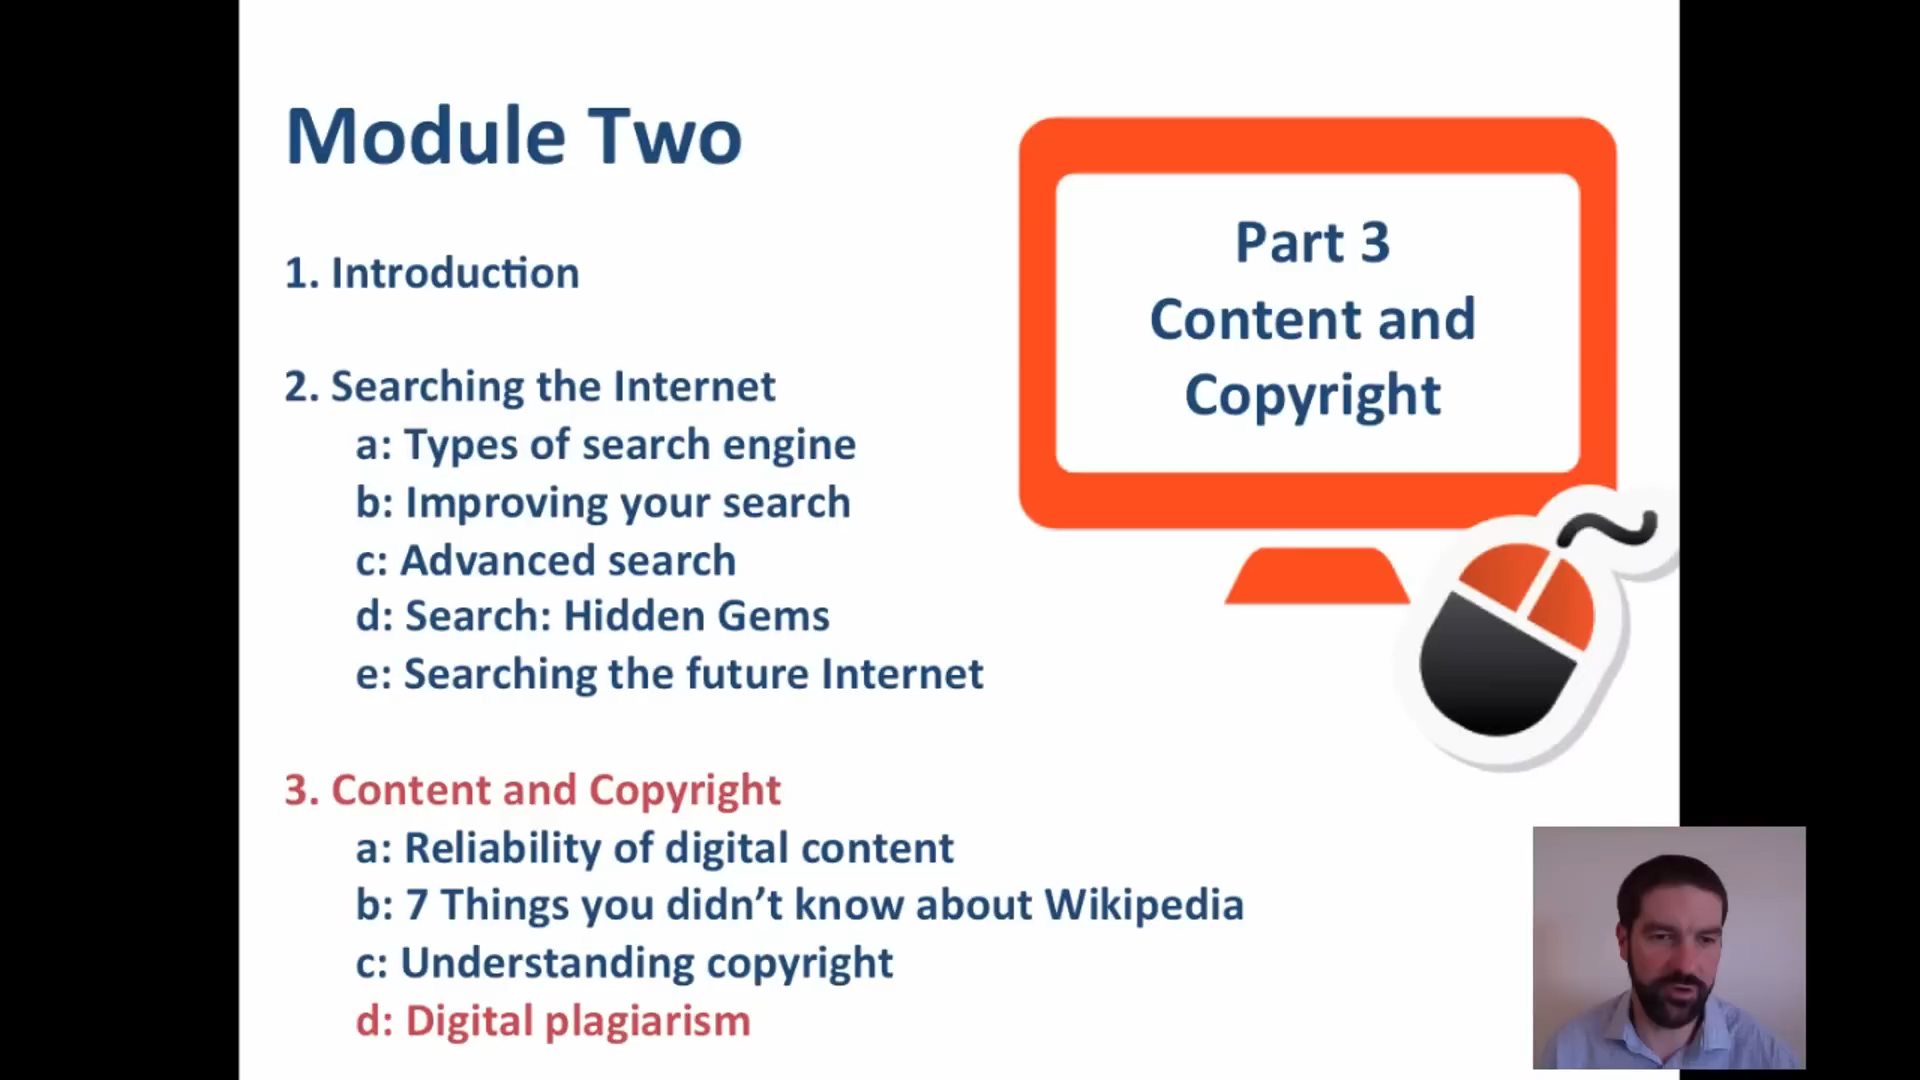 Module Two
1. Introduction
2. Searching the Internet
a: Types of search engine
b: Improving your search
c: Advanced search
d: Search: Hidden Gems
e: Searching the future Internet
3. Content and Copyright
a: Reliability of digital content
b: 7 Things you didn’t know about Wikipedia
c: Understanding copyright
d: Digital plagiarism
Part 3
Content and
Copyright